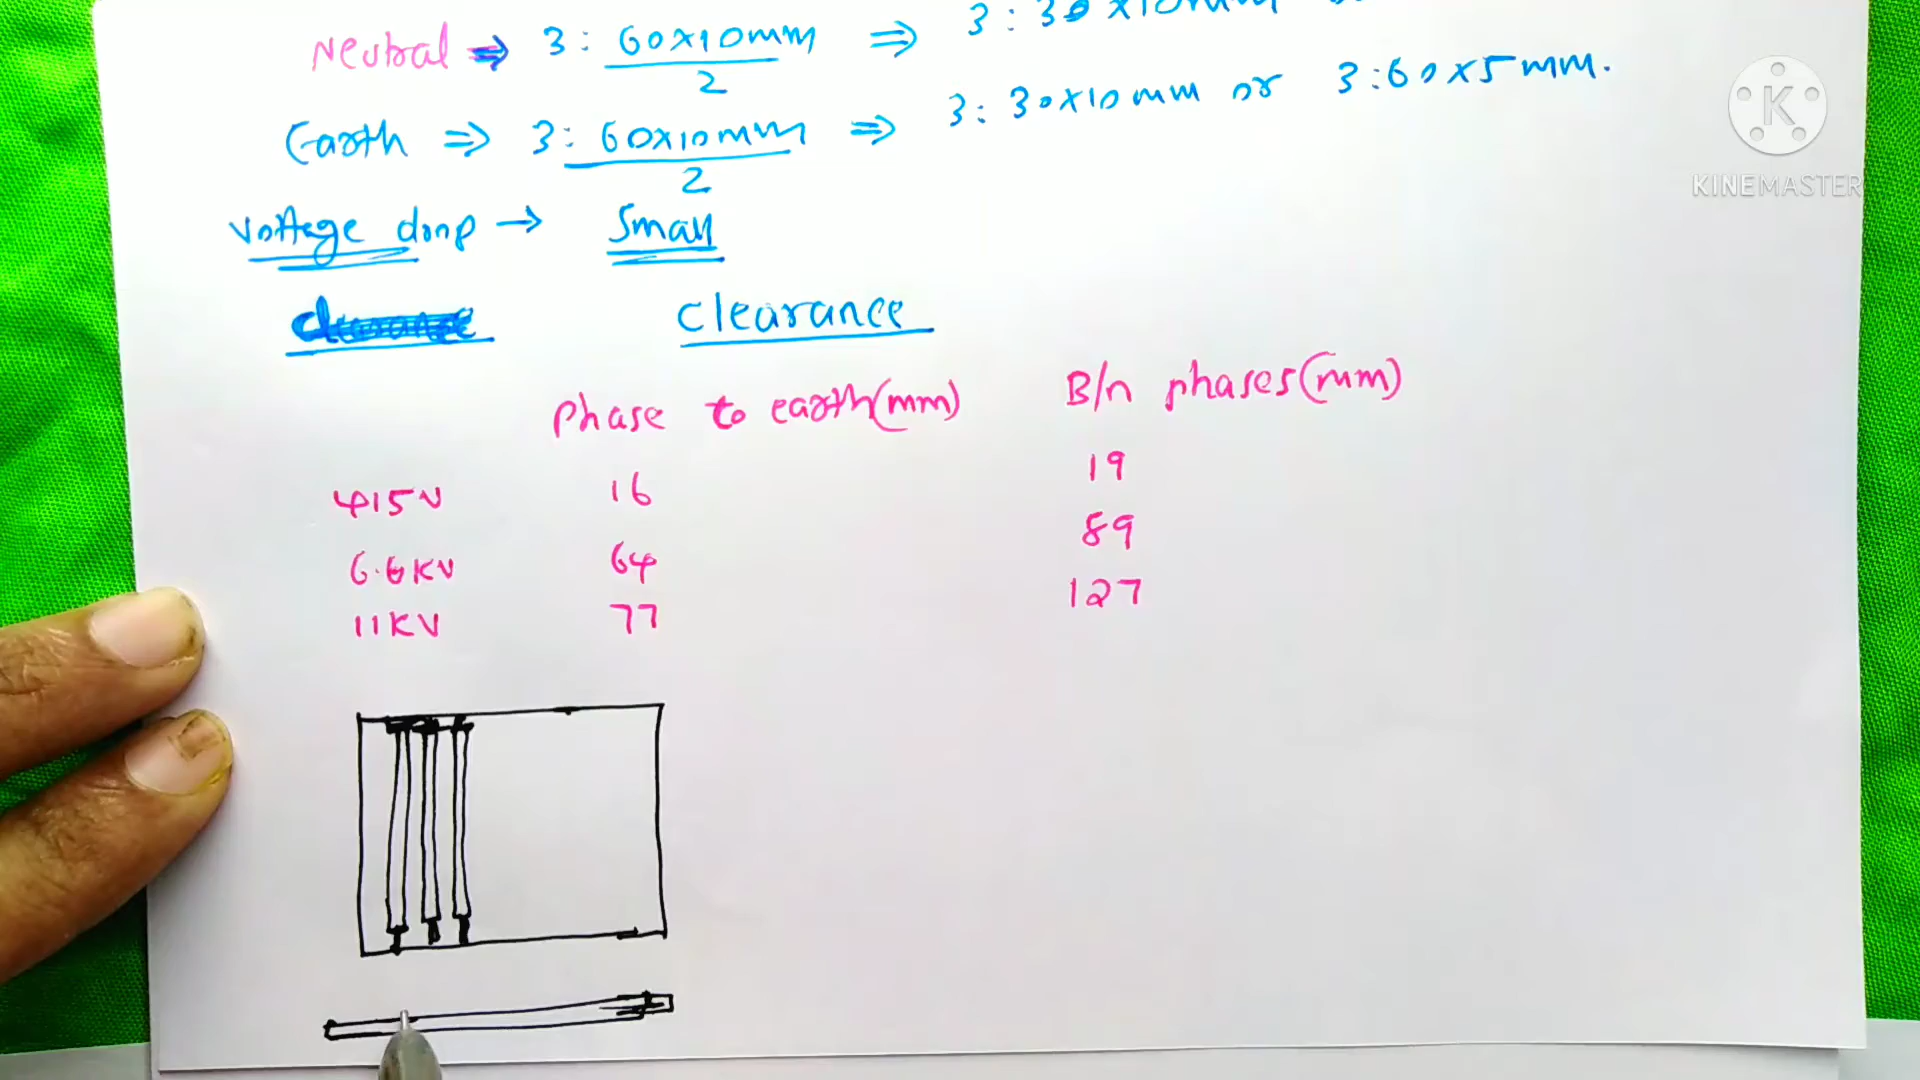 Neutral ⇒ 3: 60x10mm/2 ⇒ 3:30x10mm
Earth ⇒ 3: 60x10mm/2 ⇒ 3:30x10mm or 3:60x5mm.
Voltage drop → Small
Clearance
Phase to earth(mm) B/n phases(mm)
415V 16 19
6.6KV 64 89
11KV 77 127
K
KINEMASTER